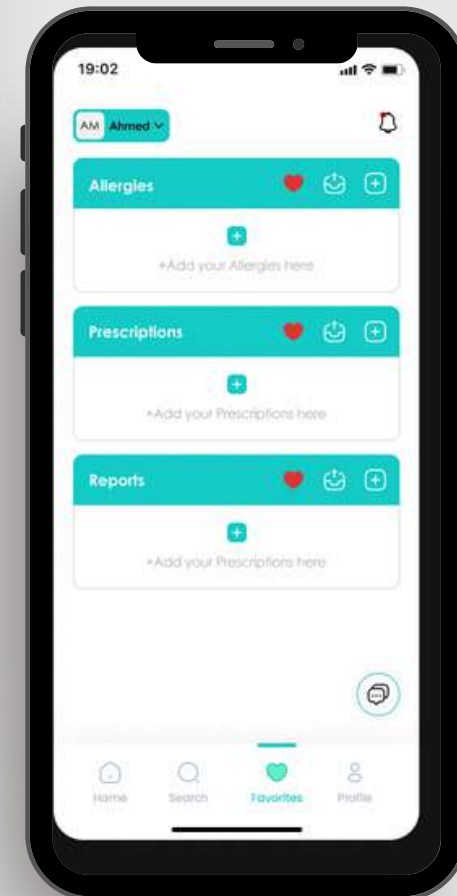 19:02
AM Ahmed
Allergies
+Add your Allergies here
Prescriptions
+Add your Prescriptions here
Reports
+Add your Prescriptions here
Home Search Favorites Profile